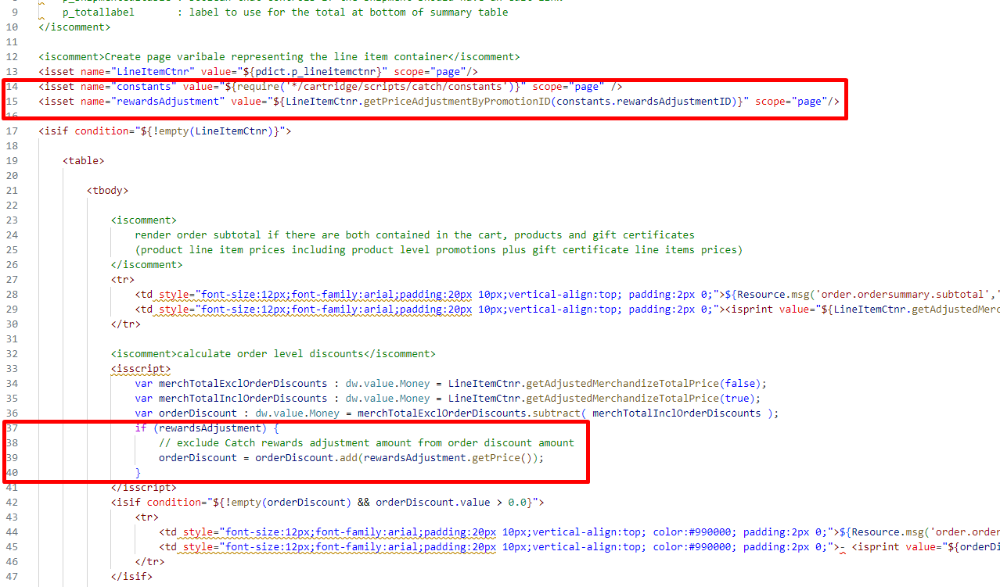 9 p_totallabel : label to use for the total at bottom of summary table
10 </iscomment>
11
12 <iscomment>Create page varibale representing the line item container</iscomment>
13 <isset name="LineItemCtnr" value="${pdict.p_lineitemctnr}" scope="page"/>
14 <isset name="constants" value="${require('*/cartridge/scripts/catch/constants')}" scope="page" />
15 <isset name="rewardsAdjustment" value="${LineItemCtnr.getPriceAdjustmentByPromotionID(constants.rewardsAdjustmentID)}" scope="page"/>
16
17 <isif condition="${!empty(LineItemCtnr)}">
18
19 <table>
20
21 <tbody>
22
23 <iscomment>
24 render order subtotal if there are both contained in the cart, products and gift certificates
25 (product line item prices including product level promotions plus gift certificate line items prices)
26 </iscomment>
27 <tr>
28 <td style="font-size:12px;font-family:arial;padding:20px 10px;vertical-align:top; padding:2px 0;">${Resource.msg('order.ordersummary.subtotal','
29 <td style="font-size:12px;font-family:arial;padding:20px 10px;vertical-align:top; padding:2px 0;"><isprint value="${LineItemCtnr.getAdjustedMerc
30 </tr>
31
32 <iscomment>calculate order level discounts</iscomment>
33 <isscript>
34 var merchTotalExclOrderDiscounts : dw.value.Money = LineItemCtnr.getAdjustedMerchandizeTotalPrice(false);
35 var merchTotalInclOrderDiscounts : dw.value.Money = LineItemCtnr.getAdjustedMerchandizeTotalPrice(true);
36 var orderDiscount : dw.value.Money = merchTotalExclOrderDiscounts.subtract( merchTotalInclOrderDiscounts );
37 if (rewardsAdjustment) {
38 // exclude Catch rewards adjustment amount from order discount amount
39 orderDiscount = orderDiscount.add(rewardsAdjustment.getPrice());
40 }
41 </isscript>
42 <isif condition="${!empty(orderDiscount) && orderDiscount.value > 0.0}">
43 <tr>
44 <td style="font-size:12px;font-family:arial;padding:20px 10px;vertical-align:top; color:#990000; padding:2px 0;">${Resource.msg('order.order
45 <td style="font-size:12px;font-family:arial;padding:20px 10px;vertical-align:top; color:#990000; padding:2px 0;">- <isprint value="${orderDi
46 </tr>
47 </isif>